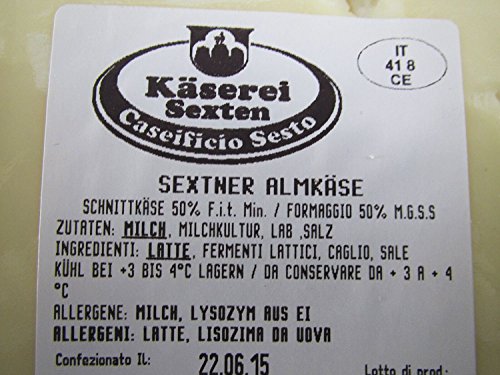 Käserei
Sexten
Caseificio Sesto
IT
41 8
CE
SEXTNER ALMKÄSE
SCHNITTKÄSE 50% F.i.t. Min. / FORMAGGIO 50% M.G.S.S
ZUTATEN: MILCH, MILCHKULTUR, LAB ,SALZ
INGREDIENTI: LATTE, FERMENTI LATTICI, CAGLIO, SALE
KÜHL BEI +3 BIS 4°C LAGERN / DA CONSERVARE DA + 3 A + 4
°C
ALLERGENE: MILCH, LYSOZYM AUS EI
ALLERGENI: LATTE, LISOZIMA DA UOVA
Confezionato IL: 22.06.15 Lotto di prod: